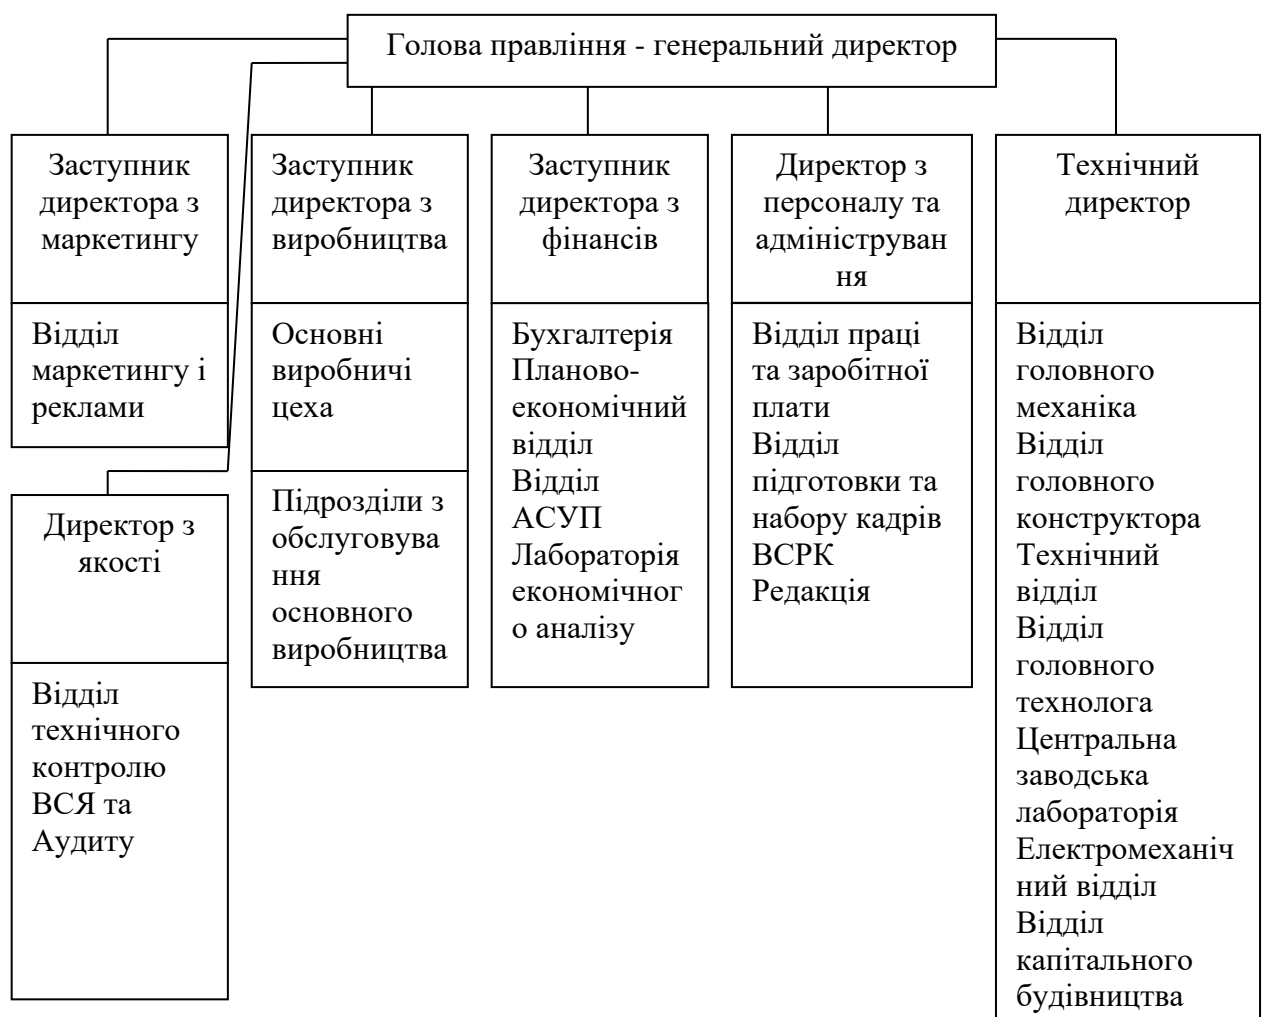 Голова правління - генеральний директор
Заступник
директора з
маркетингу
Відділ
маркетингу і
реклами
Директор з
якості
Відділ
технічного
контролю
ВСЯ та
Аудиту
Заступник
директора з
виробництва
Основні
виробничі
цеха
Підрозділи з
обслуговува
ння
основного
виробництва
Заступник
директора з
фінансів
Бухгалтерія
Планово-
економічний
відділ
Відділ
АСУП
Лабораторія
економічног
о аналізу
Директор з
персоналу та
адмініструван
ня
Відділ праці
та заробітної
плати
Відділ
підготовки та
набору кадрів
ВСРК
Редакція
Технічний
директор
Відділ
головного
механіка
Відділ
головного
конструктора
Технічний
відділ
Відділ
головного
технолога
Центральна
заводська
лабораторія
Електромеханіч
ний відділ
Відділ
капітального
будівництва